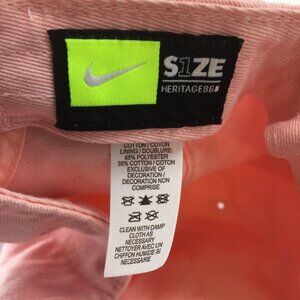 S1ZE
HERITAGE86
COTTON / COTON
LINING / DOUBLURE:
65% POLYESTER
35% COTTON / COTON
EXCLUSIVE OF
DECORATION /
DECORATION NON
COMPRISE
CLEAN WITH DAMP
CLOTH AS
NECESSARY
NETTOYER AVEC UN
CHIFFON HUMIDE SI
NECESSAIRE